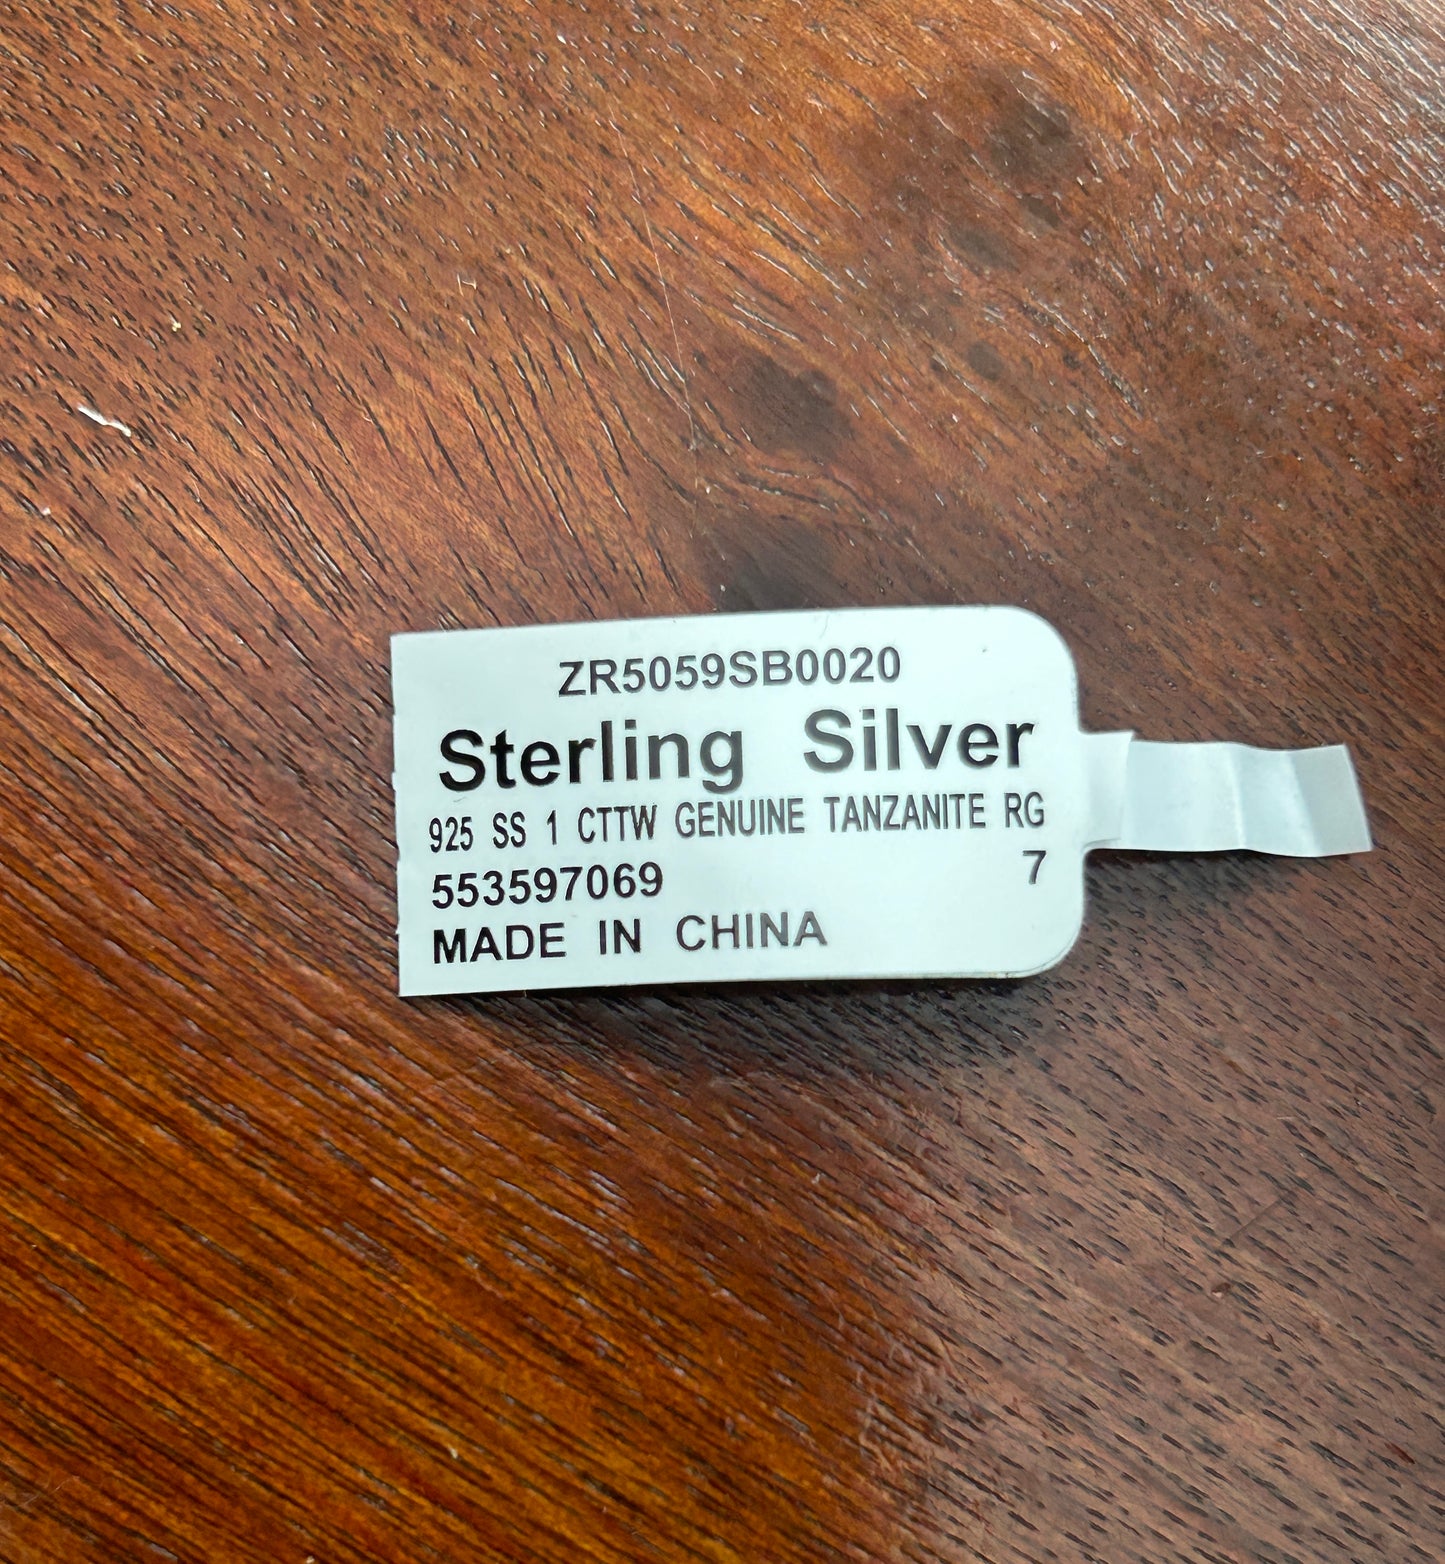 ZR5059SB0020
Sterling Silver
925 SS 1 CTTW GENUINE TANZANITE RG
553597069 7
MADE IN CHINA